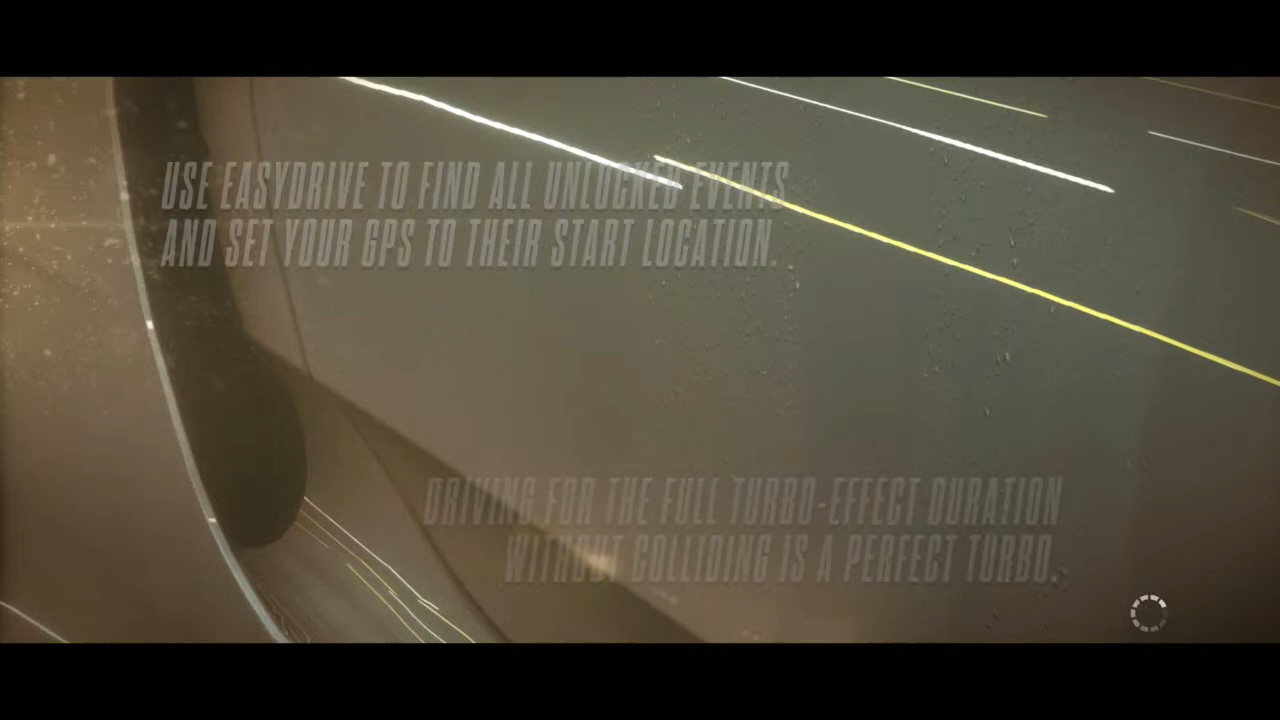 USE EASYDRIVE TO FIND ALL UNLOCKED EVENTS
AND SET YOUR GPS TO THEIR START LOCATION.
DRIVING FOR THE FULL TURBO-EFFECT DURATION
WITHOUT COLLIDING IS A PERFECT TURBO.